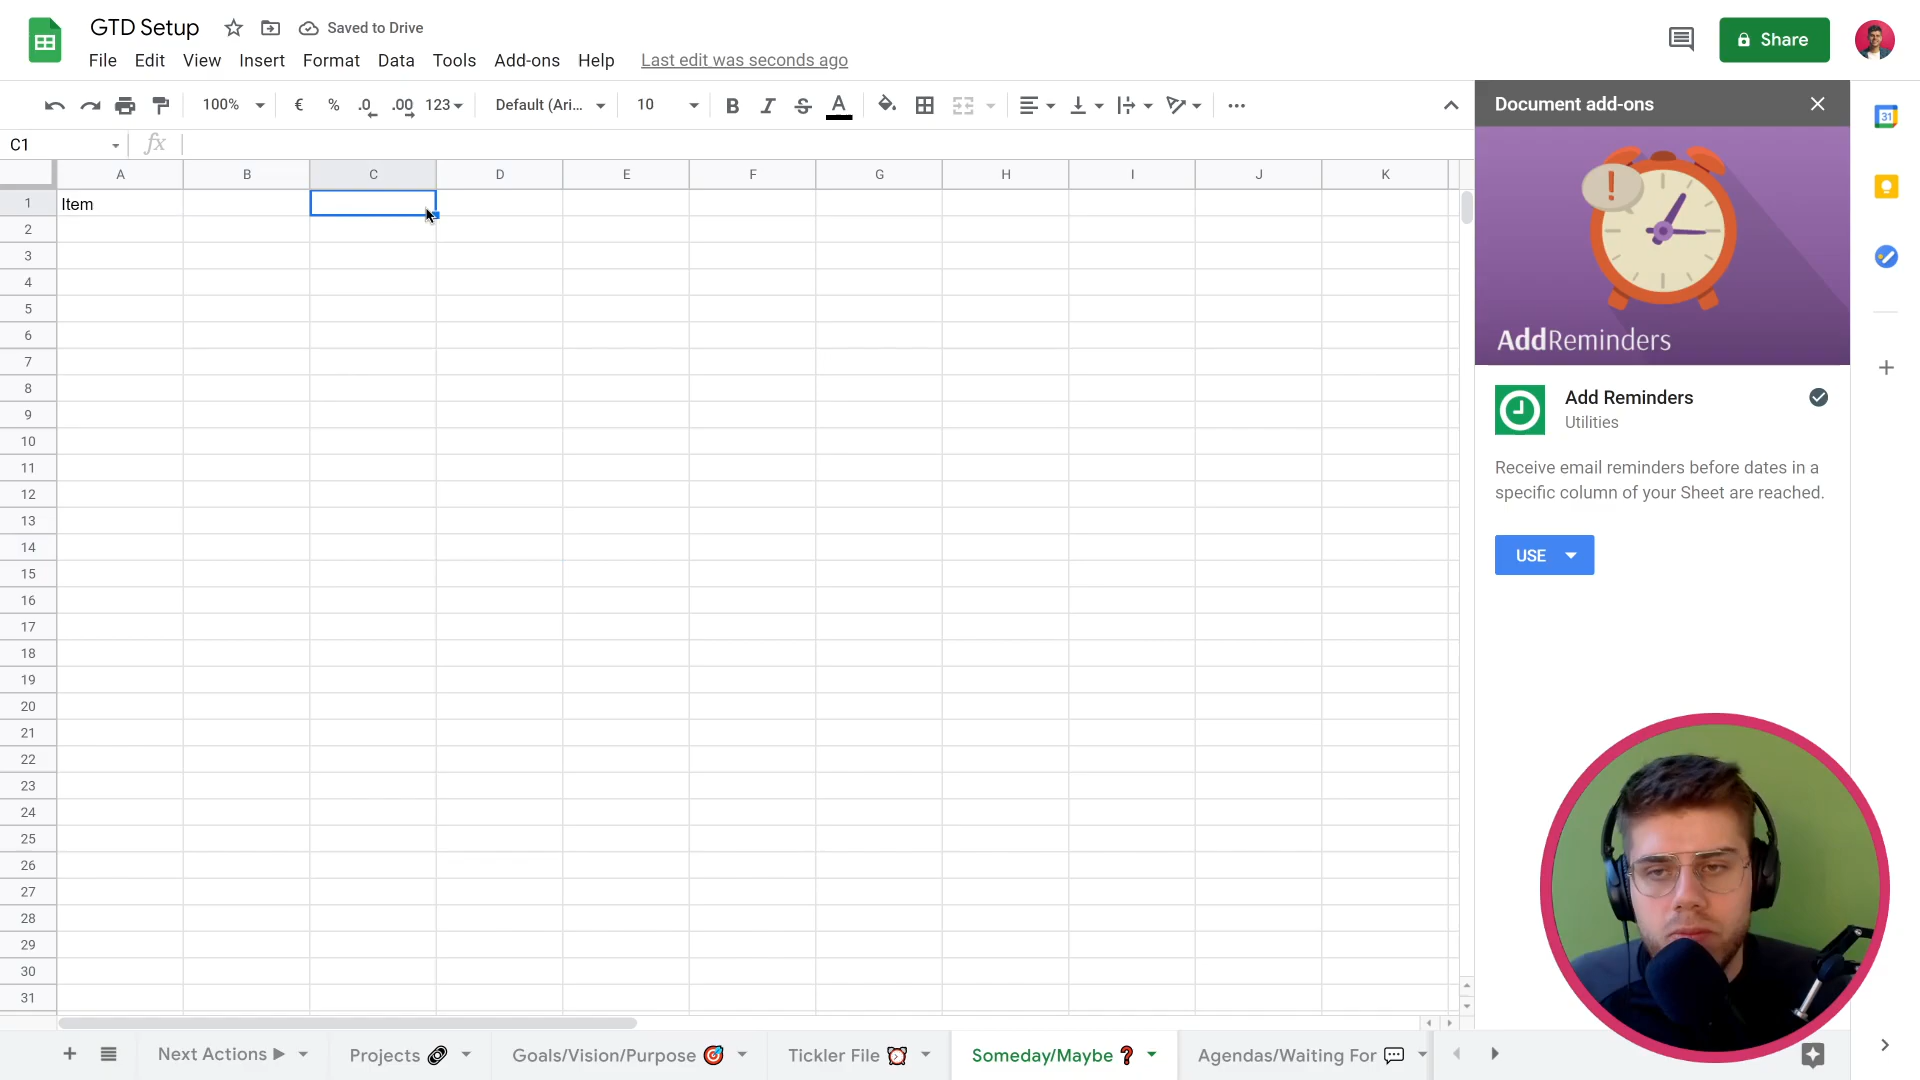 GTD Setup
Saved to Drive
File Edit View Insert Format Data Tools Add-ons Help Last edit was seconds ago
Share
100% € % .0 .00 123 Default (Ari... 10 B I S A
Document add-ons
31
C1 fx
A B C D E F G H I J K
1 Item
2
3
4
5
6
7
8
9
10
11
12
13
14
15
16
17
18
19
20
21
22
23
24
25
26
27
28
29
30
31
!
AddReminders
Add Reminders
Utilities
Receive email reminders before dates in a
specific column of your Sheet are reached.
USE
Next Actions Projects Goals/Vision/Purpose Tickler File Someday/Maybe ❓ Agendas/Waiting For